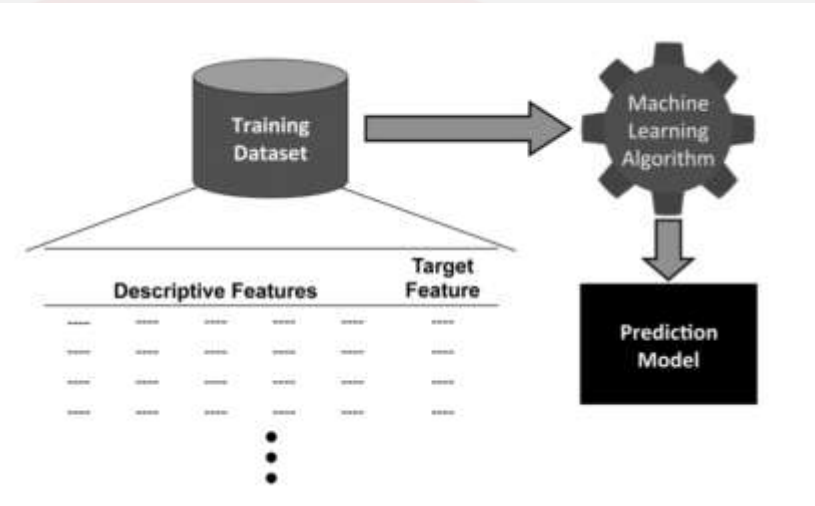 Training
Dataset
Machine
Learning
Algorithm
Target
Descriptive Features Feature
---- ---- ---- ---- ---- ----
---- ---- ---- ---- ---- ----
---- ---- ---- ---- ---- ----
---- ---- ---- ---- ---- ----
Prediction
Model